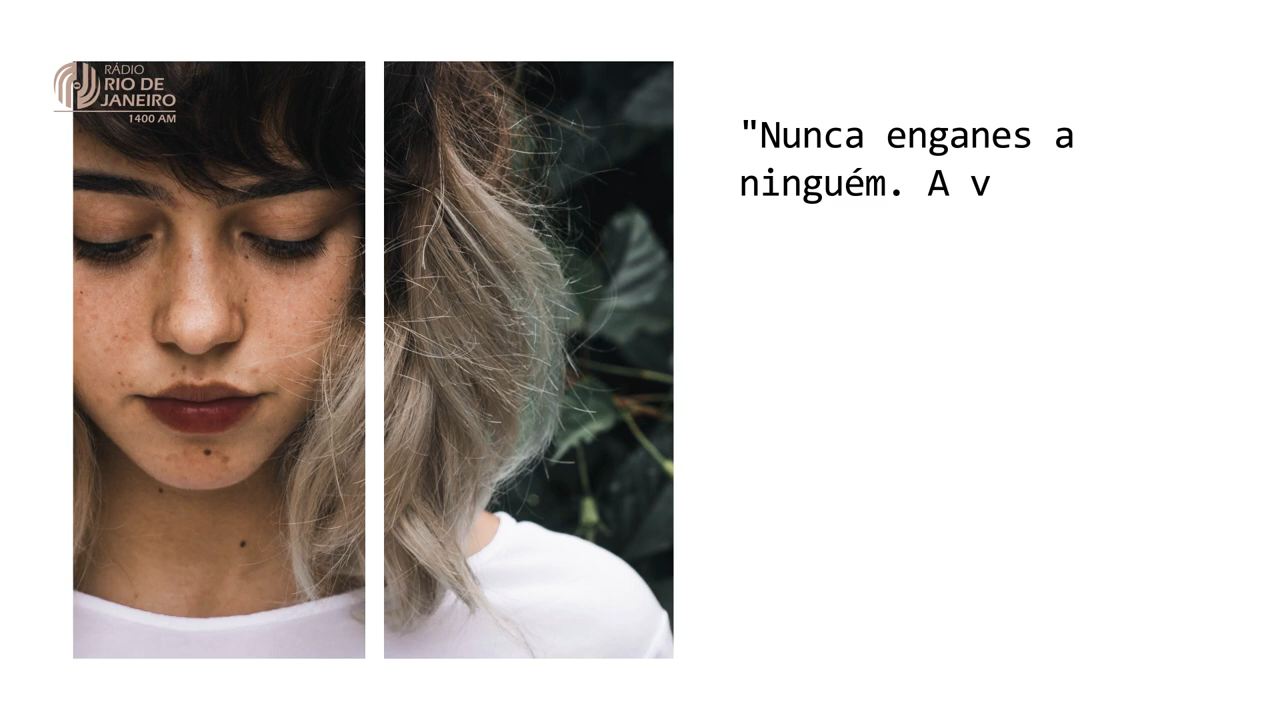 RÁDIO
RIO DE
JANEIRO
1400 AM
"Nunca enganes a
ninguém. A v